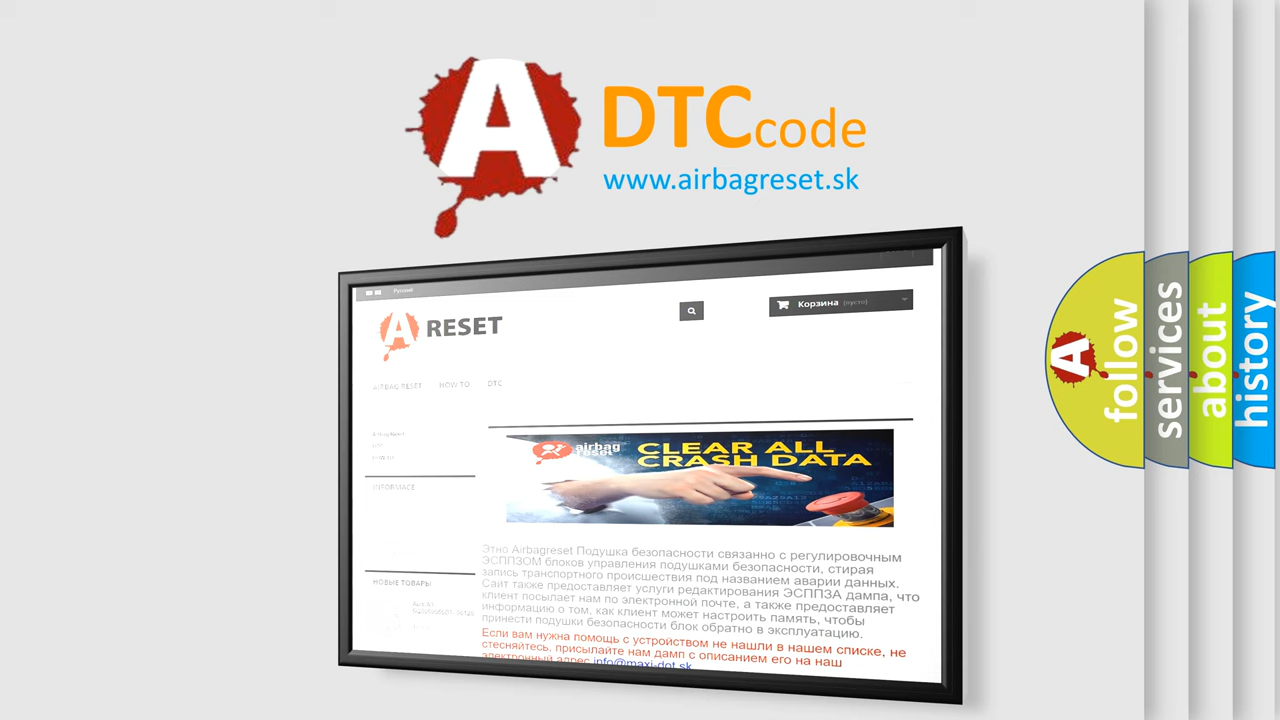 A
DTC code
www.airbagreset.sk
Русский
A RESET
Корзина (пусто)
AIRBAG RESET HOW TO DTC
INFORMACE
airbag
reset
CLEAR ALL
CRASH DATA
НОВЫЕ ТОВАРЫ
Этно Airbagreset Подушка безопасности связанно с регулировочным
ЭСППЗОМ блоков управления подушками безопасности, стирая
запись транспортного происшествия под названием аварии данных.
Сайт также предоставляет услуги редактирования ЭСППЗА дампа, что
клиент посылает нам по электронной почте, а также предоставляет
информацию о том, как клиент может настроить память, чтобы
принести подушки безопасности блок обратно в эксплуатацию.
Если вам нужна помощь с устройством не нашли в нашем списке, не
стесняйтесь, присылайте нам дамп с описанием его на наш
электронный адрес info@maxi-dot.sk
A
follow
services
about
history